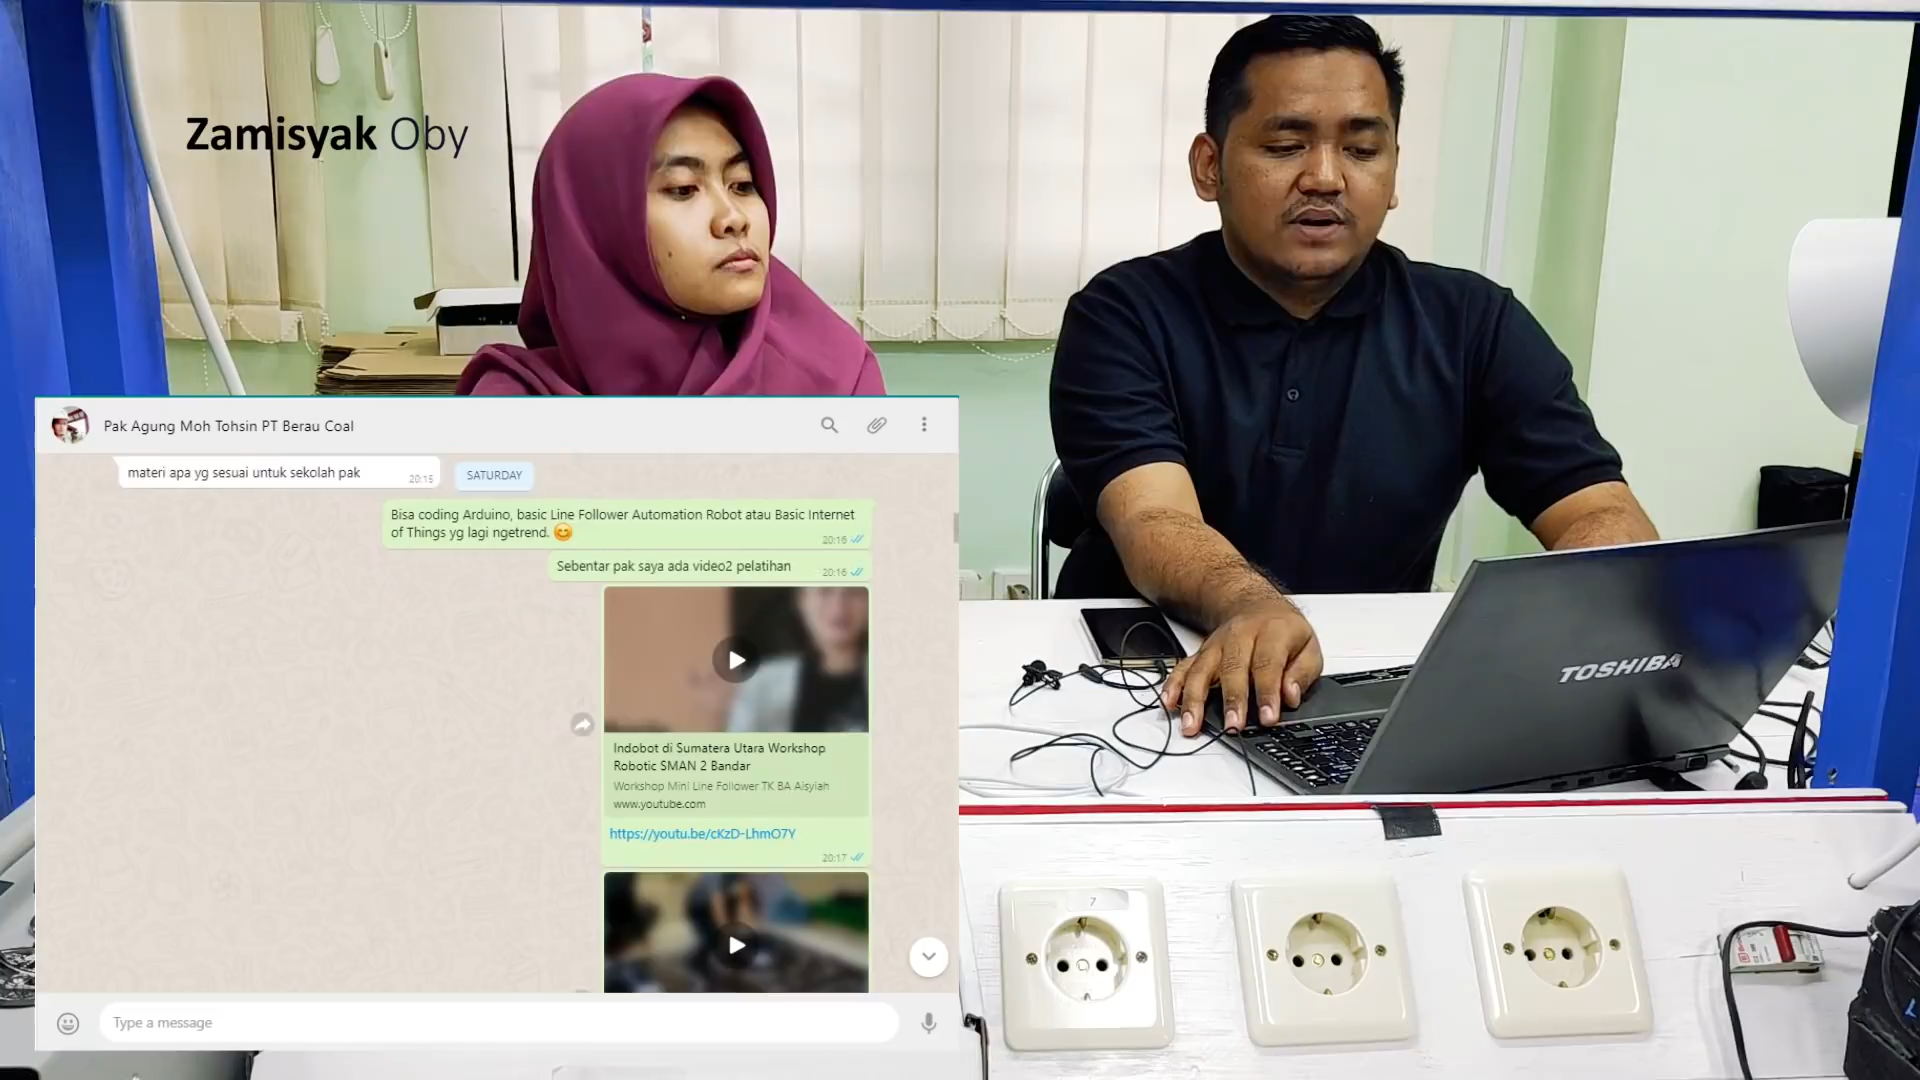 Zamisyak Oby
Pak Agung Moh Tohsin PT Berau Coal
materi apa yg sesuai untuk sekolah pak
20:15
SATURDAY
Bisa coding Arduino, basic Line Follower Automation Robot atau Basic Internet
of Things yg lagi ngetrend. 😊
20:16
Sebentar pak saya ada video2 pelatihan
20:16
Indobot di Sumatera Utara Workshop
Robotic SMAN 2 Bandar
Workshop Mini Line Follower TK BA Aisyiah
www.youtube.com
https://youtu.be/cKzD-LhmO7Y
20:17
Type a message
TOSHIBA
7